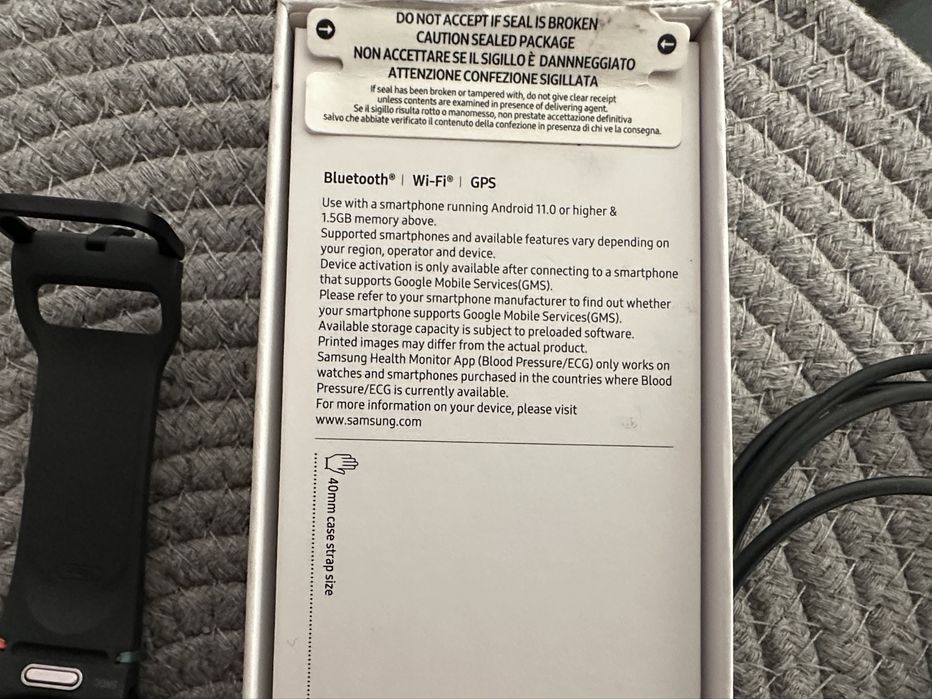 DO NOT ACCEPT IF SEAL IS BROKEN
CAUTION SEALED PACKAGE
NON ACCETTARE SE IL SIGILLO È DANNNEGGIATO
ATTENZIONE CONFEZIONE SIGILLATA
If seal has been broken or tampered with, do not give clear receipt
unless contents are examined in presence of delivering agent.
Se il sigillo risulta rotto o manomesso, non prestate accettazione definitiva
salvo che abbiate verificato il contenuto della confezione in presenza di chi ve la consegna.
Bluetooth® | Wi-Fi® | GPS
Use with a smartphone running Android 11.0 or higher &
1.5GB memory above.
Supported smartphones and available features vary depending on
your region, operator and device.
Device activation is only available after connecting to a smartphone
that supports Google Mobile Services(GMS).
Please refer to your smartphone manufacturer to find out whether
your smartphone supports Google Mobile Services(GMS).
Available storage capacity is subject to preloaded software.
Printed images may differ from the actual product.
Samsung Health Monitor App (Blood Pressure/ECG) only works on
watches and smartphones purchased in the countries where Blood
Pressure/ECG is currently available.
For more information on your device, please visit
www.samsung.com
40mm case strap size